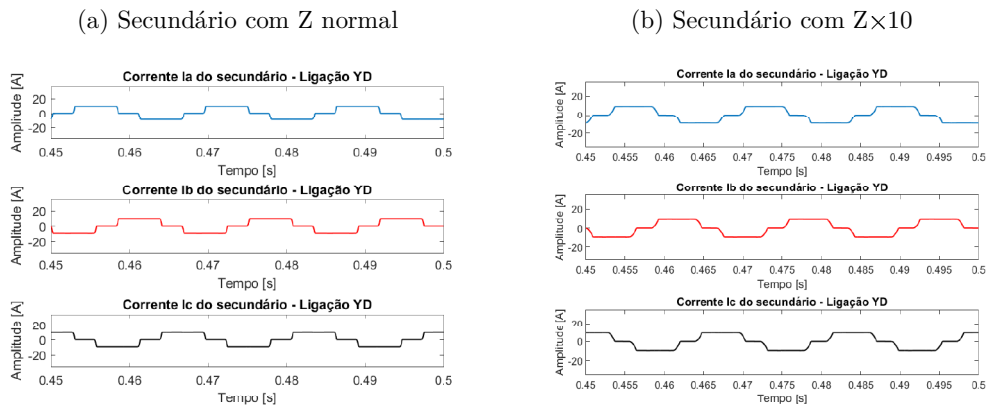 (a) Secundário com Z normal
Corrente Ia do secundário - Ligação YD
Amplitude [A]
20
0
-20
0.45 0.46 0.47 0.48 0.49 0.5
Tempo [s]
Corrente Ib do secundário - Ligação YD
Amplitude [A]
20
0
-20
0.45 0.46 0.47 0.48 0.49 0.5
Tempo [s]
Corrente Ic do secundário - Ligação YD
Amplitude [A]
20
0
-20
0.45 0.46 0.47 0.48 0.49 0.5
Tempo [s]
(b) Secundário com Z×10
Corrente Ia do secundário - Ligação YD
Amplitude [A]
20
0
-20
0.45 0.455 0.46 0.465 0.47 0.475 0.48 0.485 0.49 0.495 0.5
Tempo [s]
Corrente Ib do secundário - Ligação YD
Amplitude [A]
20
0
-20
0.45 0.455 0.46 0.465 0.47 0.475 0.48 0.485 0.49 0.495 0.5
Tempo [s]
Corrente Ic do secundário - Ligação YD
Amplitude [A]
20
0
-20
0.45 0.455 0.46 0.465 0.47 0.475 0.48 0.485 0.49 0.495 0.5
Tempo [s]